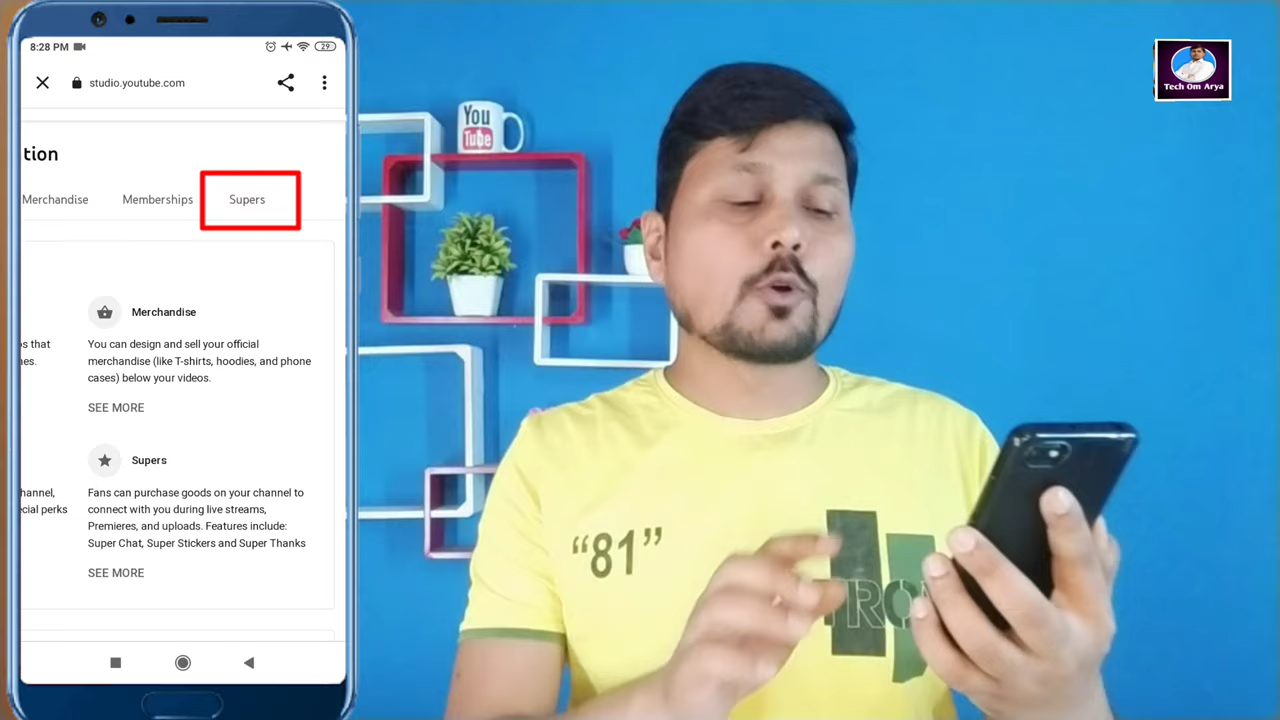 8:28 PM
29
studio.youtube.com
tion
Merchandise
Memberships
Supers
Merchandise
s that
You can design and sell your official
merchandise (like T-shirts, hoodies, and phone
cases) below your videos.
SEE MORE
Supers
hannel,
Fans can purchase goods on your channel to
cial perks
connect with you during live streams,
Premieres, and uploads. Features include:
Super Chat, Super Stickers and Super Thanks
SEE MORE
You
Tube
"81"
Tech Om Arya